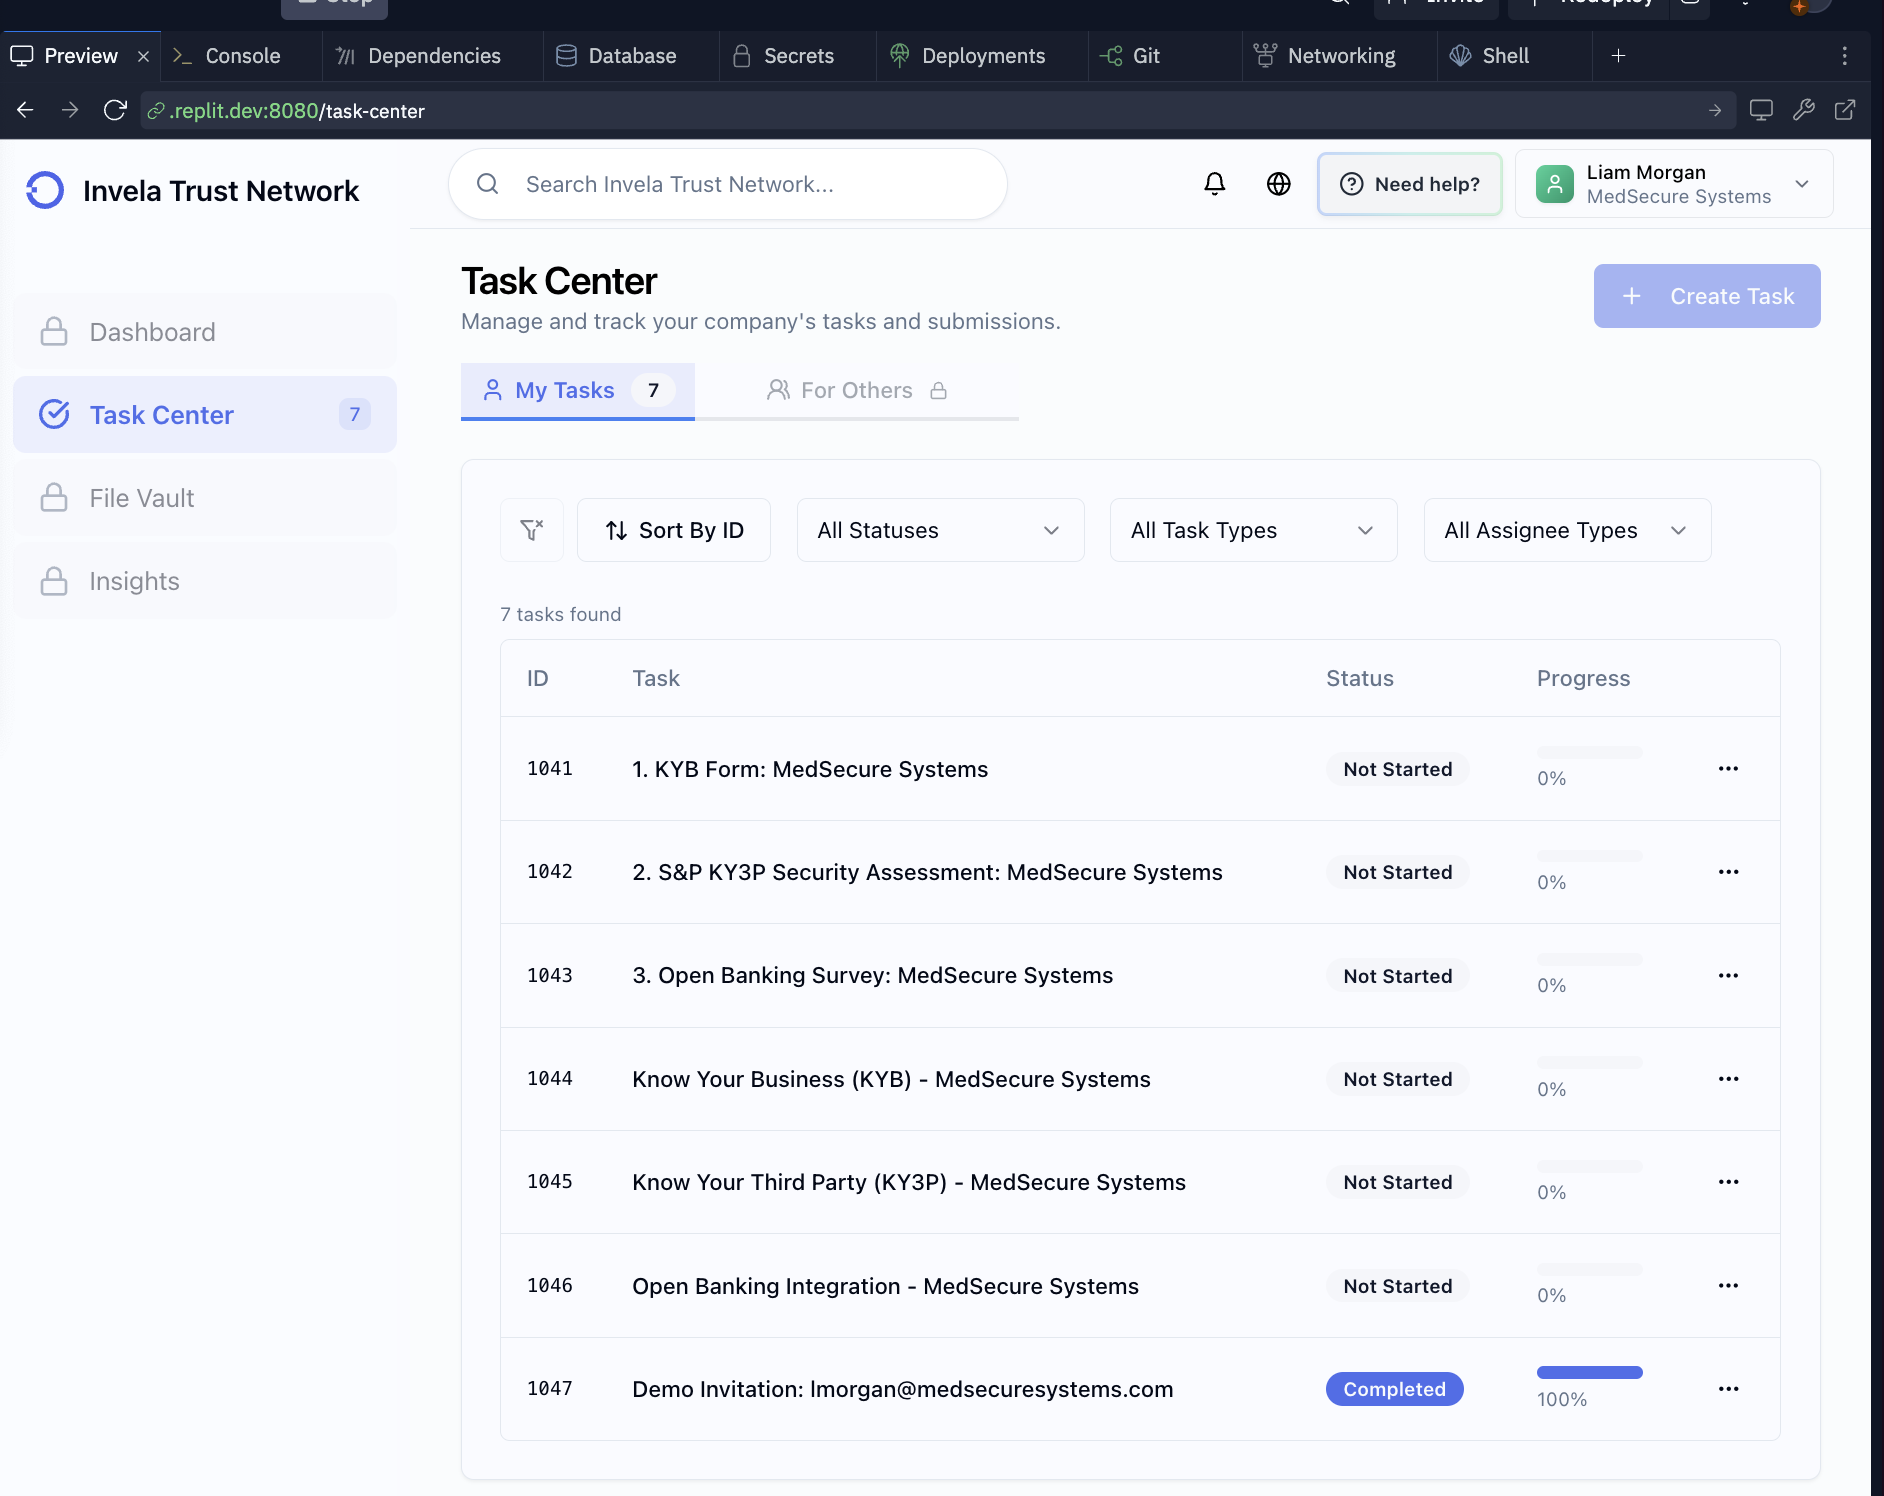 Stop
Invite
Redeploy
Preview
Console
Dependencies
Database
Secrets
Deployments
Git
Networking
Shell
.replit.dev:8080/task-center
Invela Trust Network
Search Invela Trust Network...
Need help?
Liam Morgan
MedSecure Systems
Dashboard
Task Center 7
File Vault
Insights
Task Center
Manage and track your company's tasks and submissions.
Create Task
My Tasks 7
For Others
Sort By ID
All Statuses
All Task Types
All Assignee Types
7 tasks found
ID Task Status Progress
1041 1. KYB Form: MedSecure Systems Not Started 0%
1042 2. S&P KY3P Security Assessment: MedSecure Systems Not Started 0%
1043 3. Open Banking Survey: MedSecure Systems Not Started 0%
1044 Know Your Business (KYB) - MedSecure Systems Not Started 0%
1045 Know Your Third Party (KY3P) - MedSecure Systems Not Started 0%
1046 Open Banking Integration - MedSecure Systems Not Started 0%
1047 Demo Invitation: lmorgan@medsecuresystems.com Completed 100%